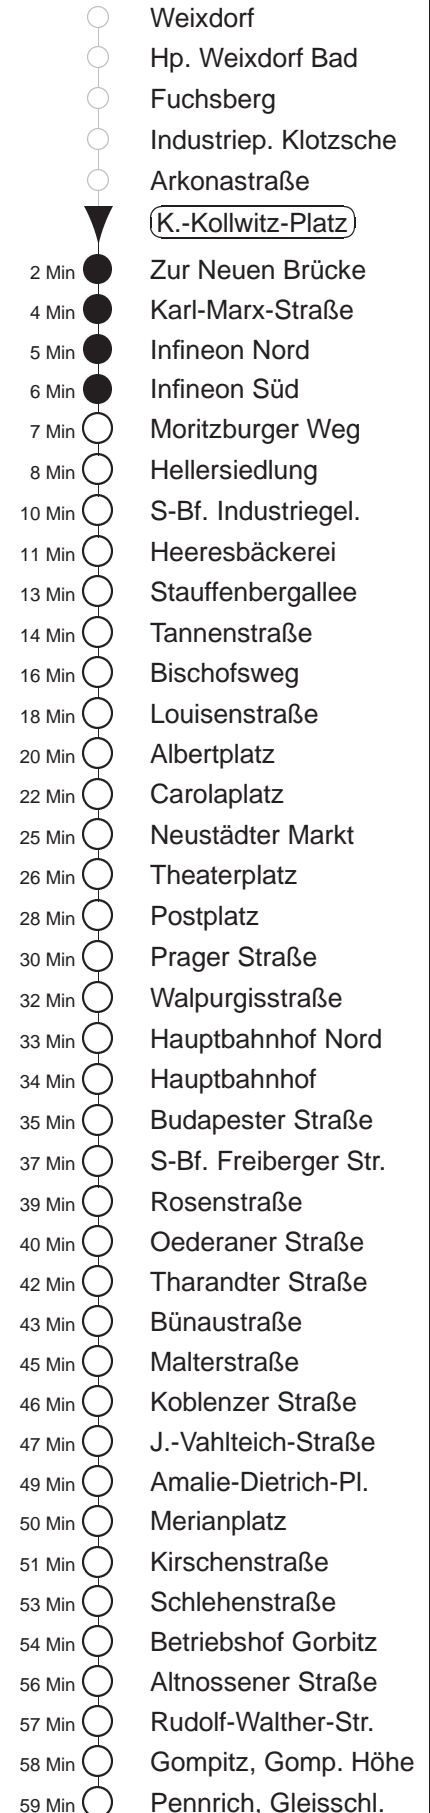 Weixdorf
Hp. Weixdorf Bad
Fuchsberg
Industriep. Klotzsche
Arkonastraße
K.-Kollwitz-Platz
2 Min Zur Neuen Brücke
4 Min Karl-Marx-Straße
5 Min Infineon Nord
6 Min Infineon Süd
7 Min Moritzburger Weg
8 Min Hellersiedlung
10 Min S-Bf. Industriegel.
11 Min Heeresbäckerei
13 Min Stauffenbergallee
14 Min Tannenstraße
16 Min Bischofsweg
18 Min Louisenstraße
20 Min Albertplatz
22 Min Carolaplatz
25 Min Neustädter Markt
26 Min Theaterplatz
28 Min Postplatz
30 Min Prager Straße
32 Min Walpurgisstraße
33 Min Hauptbahnhof Nord
34 Min Hauptbahnhof
35 Min Budapester Straße
37 Min S-Bf. Freiberger Str.
39 Min Rosenstraße
40 Min Oederaner Straße
42 Min Tharandter Straße
43 Min Bünaustraße
45 Min Malterstraße
46 Min Koblenzer Straße
47 Min J.-Vahlteich-Straße
49 Min Amalie-Dietrich-Pl.
50 Min Merianplatz
51 Min Kirschenstraße
53 Min Schlehenstraße
54 Min Betriebshof Gorbitz
56 Min Altnossener Straße
57 Min Rudolf-Walther-Str.
58 Min Gompitz, Gomp. Höhe
59 Min Pennrich, Gleisschl.